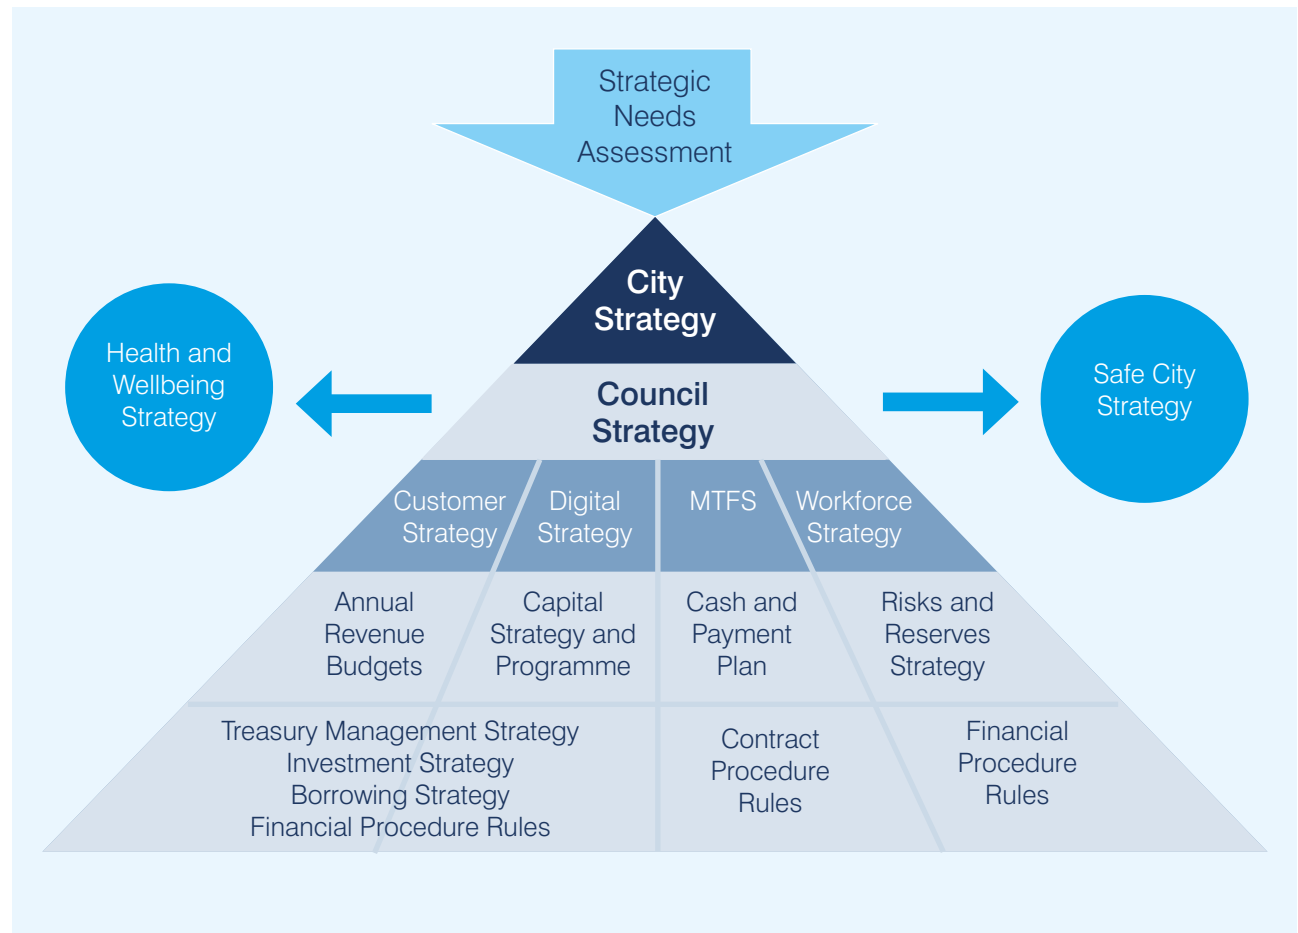 Strategic
Needs
Assessment
City
Strategy
Health and
Wellbeing
Strategy
Council
Strategy
Safe City
Strategy
Customer
Strategy
Digital
Strategy
MTFS
Workforce
Strategy
Annual
Revenue
Budgets
Capital
Strategy and
Programme
Cash and
Payment
Plan
Risks and
Reserves
Strategy
Treasury Management Strategy
Investment Strategy
Borrowing Strategy
Financial Procedure Rules
Contract
Procedure
Rules
Financial
Procedure
Rules